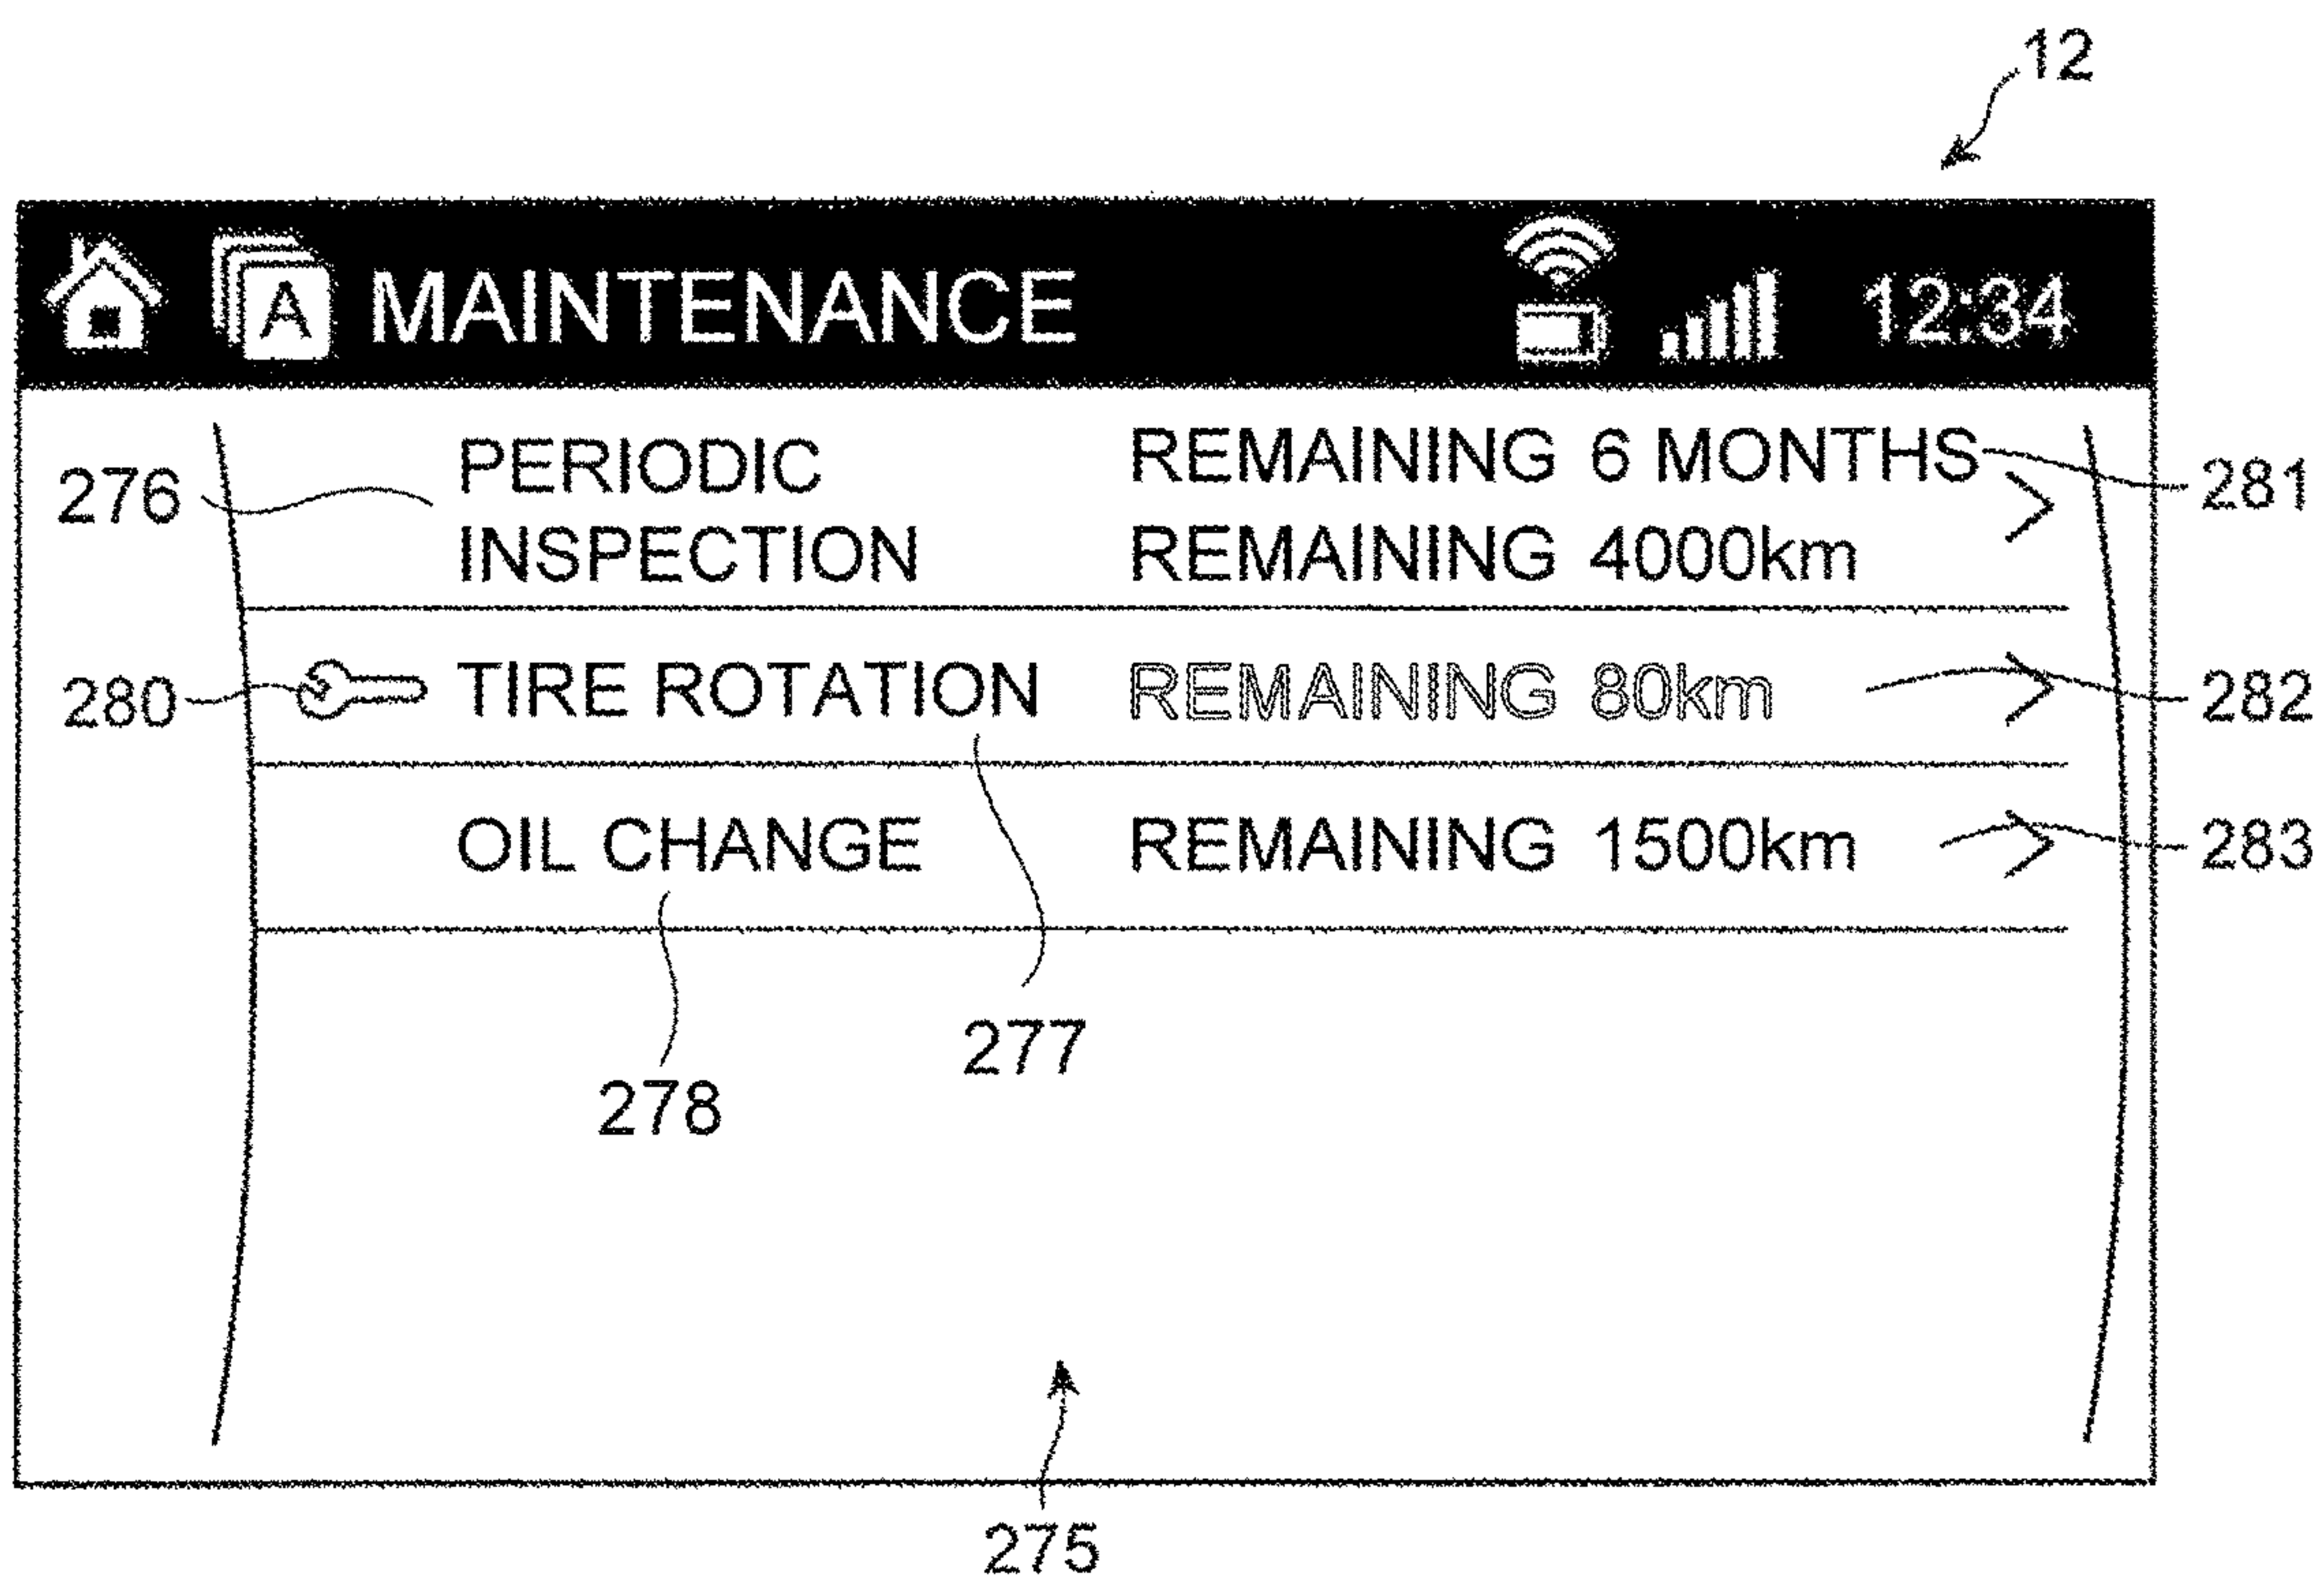 12
A MAINTENANCE 12:34
276 PERIODIC INSPECTION REMAINING 6 MONTHS 281
REMAINING 4000km
280 TIRE ROTATION REMAINING 80km > 282
OIL CHANGE REMAINING 1500km > 283
277
278
275